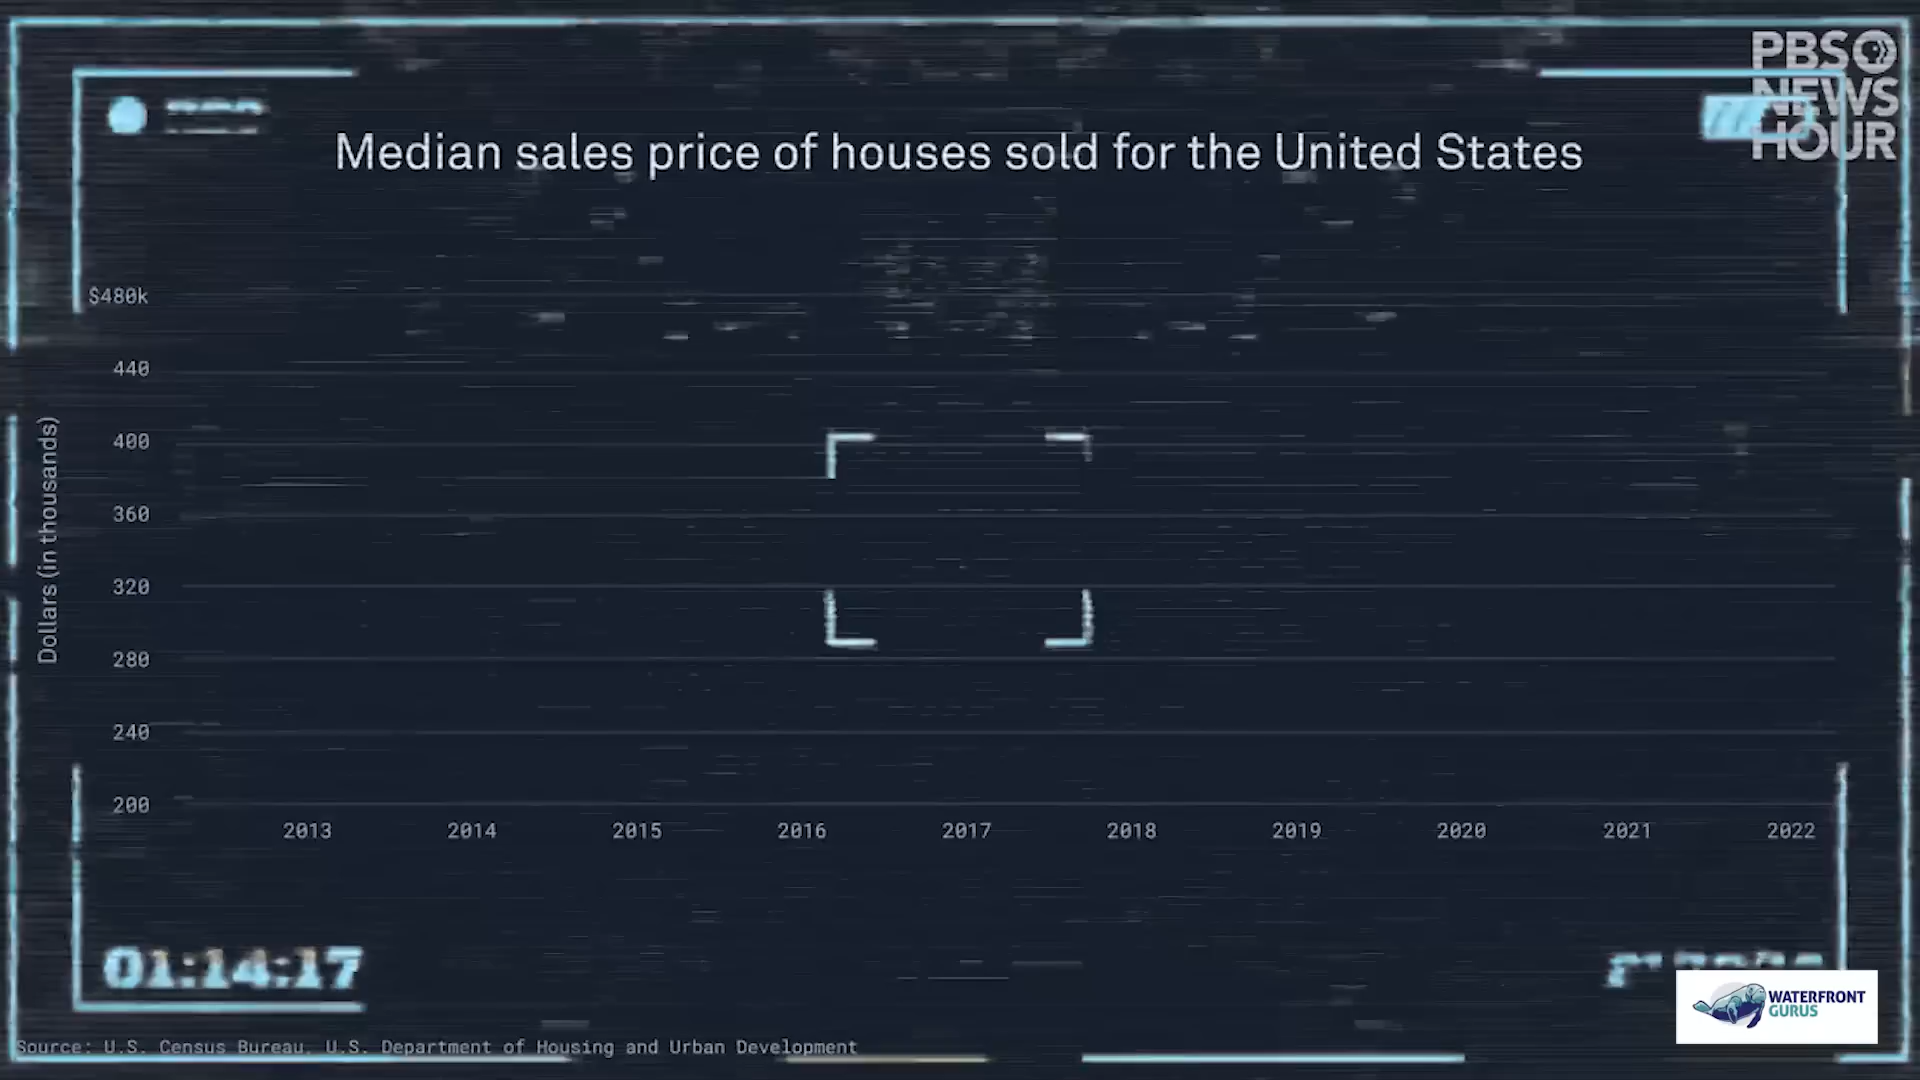 PBS
NEWS
HOUR
Median sales price of houses sold for the United States
$480k
440
400
360
320
280
240
200
Dollars (in thousands)
2013 2014 2015 2016 2017 2018 2019 2020 2021 2022
01:14:17
WATERFRONT
GURUS
Source: U.S. Census Bureau, U.S. Department of Housing and Urban Development